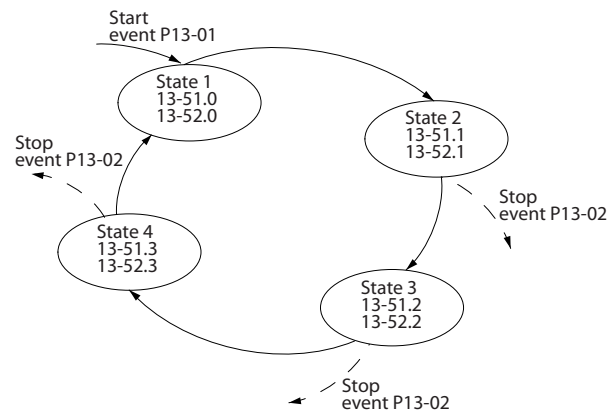 Start
event P13-01
State 1
13-51.0
13-52.0
State 2
13-51.1
13-52.1
Stop
event P13-02
Stop
event P13-02
State 4
13-51.3
13-52.3
State 3
13-51.2
13-52.2
Stop
event P13-02